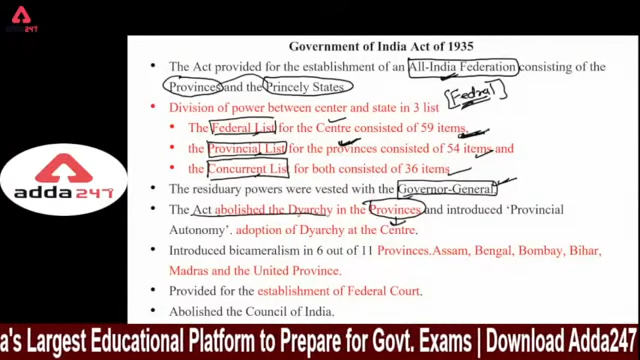 adda247
Government of India Act of 1935
• The Act provided for the establishment of an All-India Federation consisting of the
Provinces and the Princely States
[Fedral]
• Division of power between center and state in 3 list
• The Federal List for the Centre consisted of 59 items,
• the Provincial List for the provinces consisted of 54 items and
• the Concurrent List for both consisted of 36 items
adda247
• The residuary powers were vested with the Governor-General.
• The Act abolished the Dyarchy in the Provinces and introduced ‘Provincial
Autonomy’. adoption of Dyarchy at the Centre.
• Introduced bicameralism in 6 out of 11 Provinces.Assam, Bengal, Bombay, Bihar,
Madras and the United Province.
• Provided for the establishment of Federal Court.
• Abolished the Council of India.
a's Largest Educational Platform to Prepare for Govt. Exams | Download Adda247